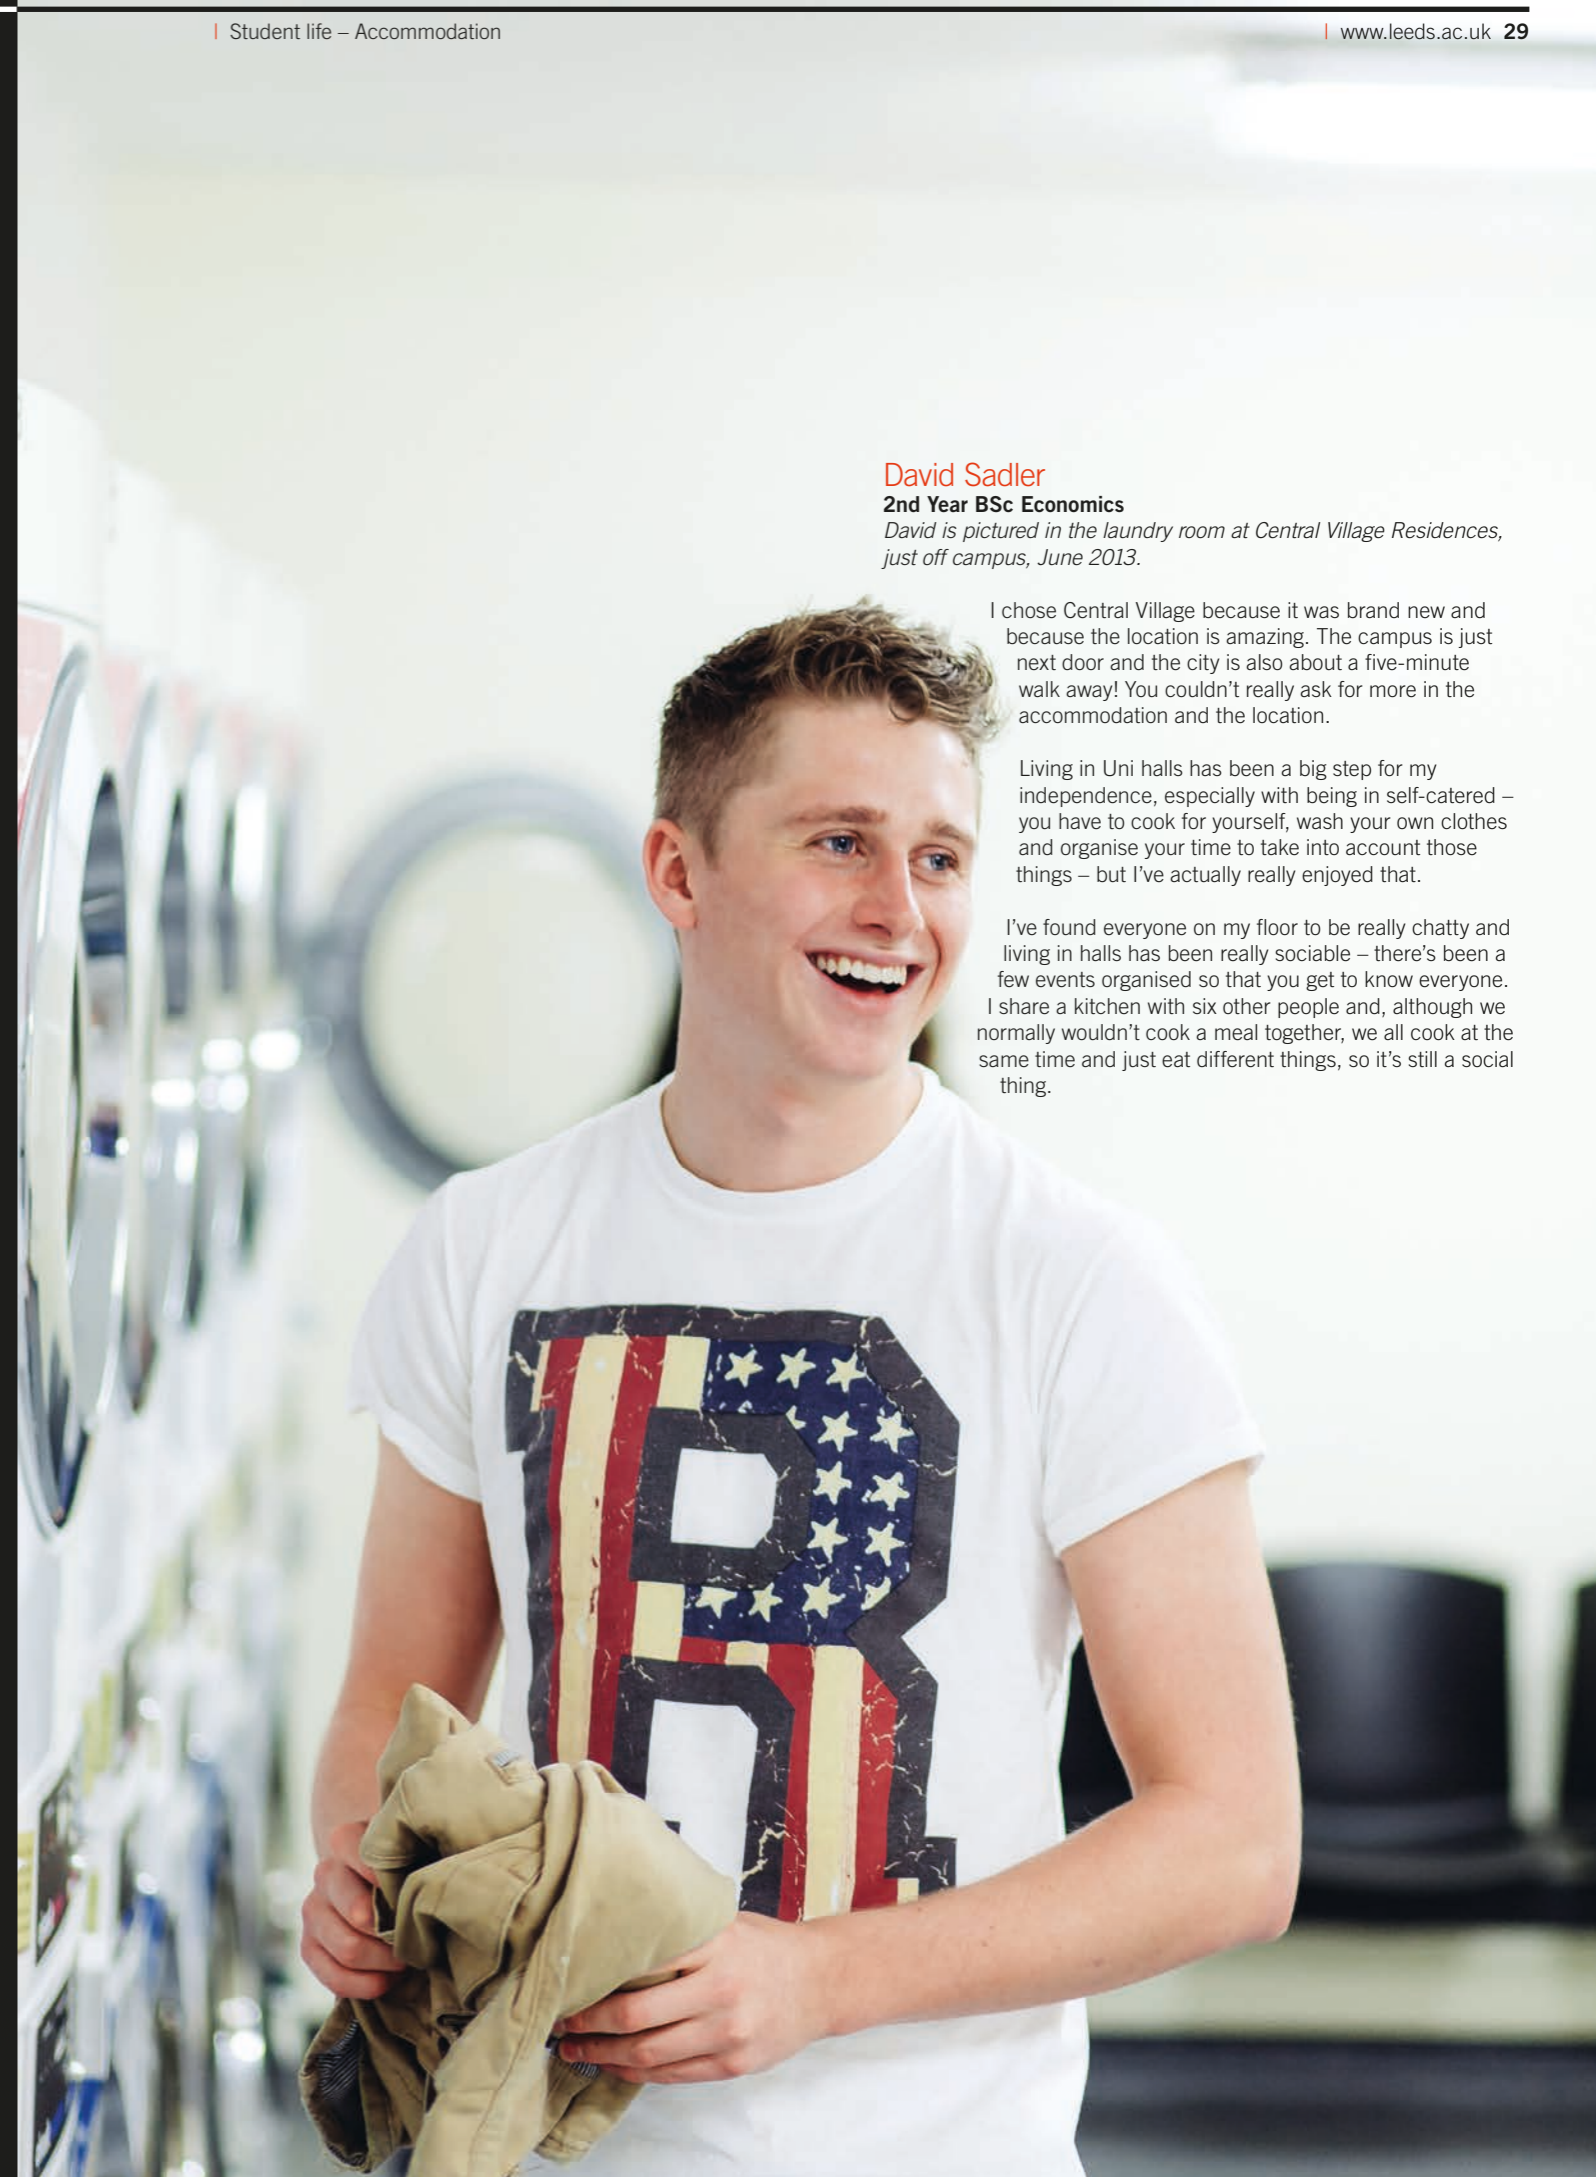 Student life – Accommodation
www.leeds.ac.uk 29
David Sadler
2nd Year BSc Economics
David is pictured in the laundry room at Central Village Residences,
just off campus, June 2013.
I chose Central Village because it was brand new and
because the location is amazing. The campus is just
next door and the city is also about a five-minute
walk away! You couldn’t really ask for more in the
accommodation and the location.
Living in Uni halls has been a big step for my
independence, especially with being in self-catered –
you have to cook for yourself, wash your own clothes
and organise your time to take into account those
things – but I’ve actually really enjoyed that.
I’ve found everyone on my floor to be really chatty and
living in halls has been really sociable – there’s been a
few events organised so that you get to know everyone.
I share a kitchen with six other people and, although we
normally wouldn’t cook a meal together, we all cook at the
same time and just eat different things, so it’s still a social
thing.
R